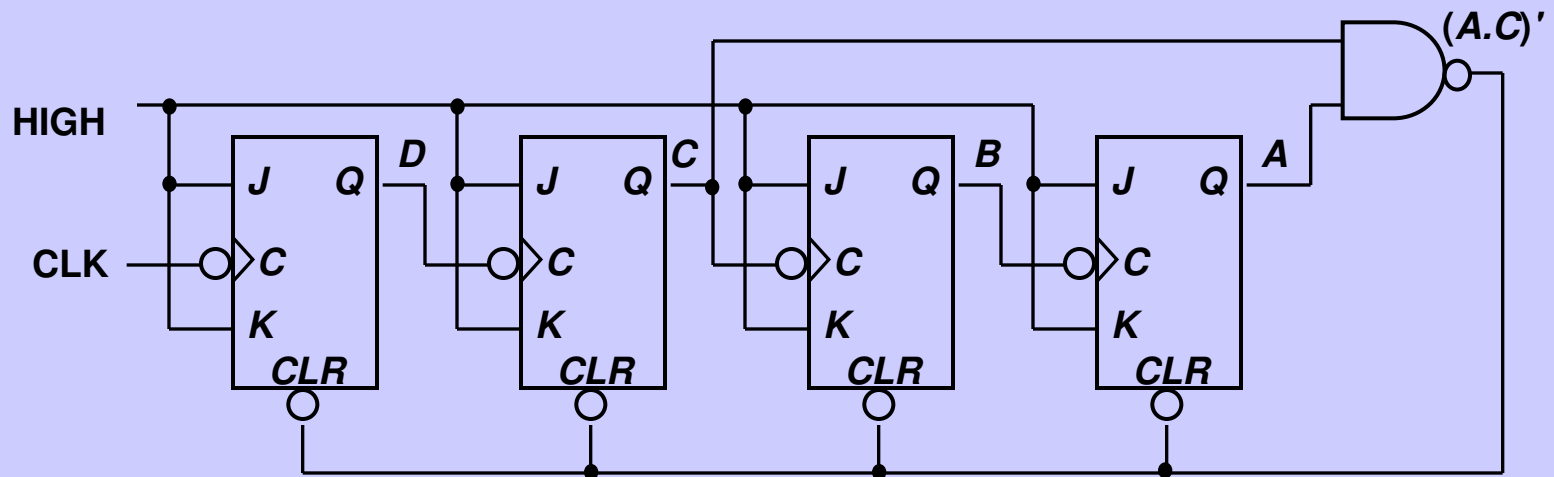 (A.C)'
HIGH
D C B A
J Q J Q J Q J Q
CLK C C C C
K K K K
CLR CLR CLR CLR